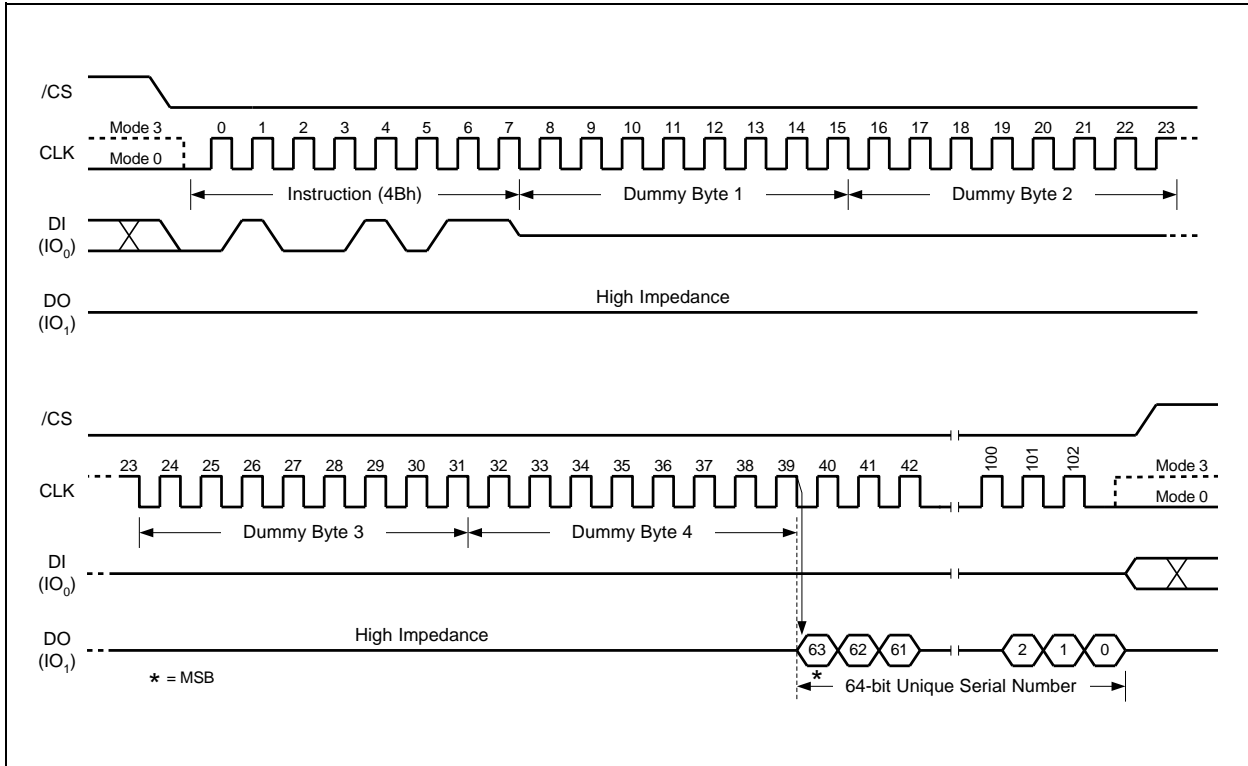 /CS
Mode 3
0 1 2 3 4 5 6 7 8 9 10 11 12 13 14 15 16 17 18 19 20 21 22 23
CLK
Mode 0
Instruction (4Bh)
Dummy Byte 1
Dummy Byte 2
DI
(IO0)
High Impedance
DO
(IO1)
/CS
23 24 25 26 27 28 29 30 31 32 33 34 35 36 37 38 39 40 41 42 100 101 102
Mode 3
CLK
Mode 0
Dummy Byte 3
Dummy Byte 4
DI
(IO0)
High Impedance
DO
(IO1)
63 62 61 2 1 0
* = MSB
*
64-bit Unique Serial Number